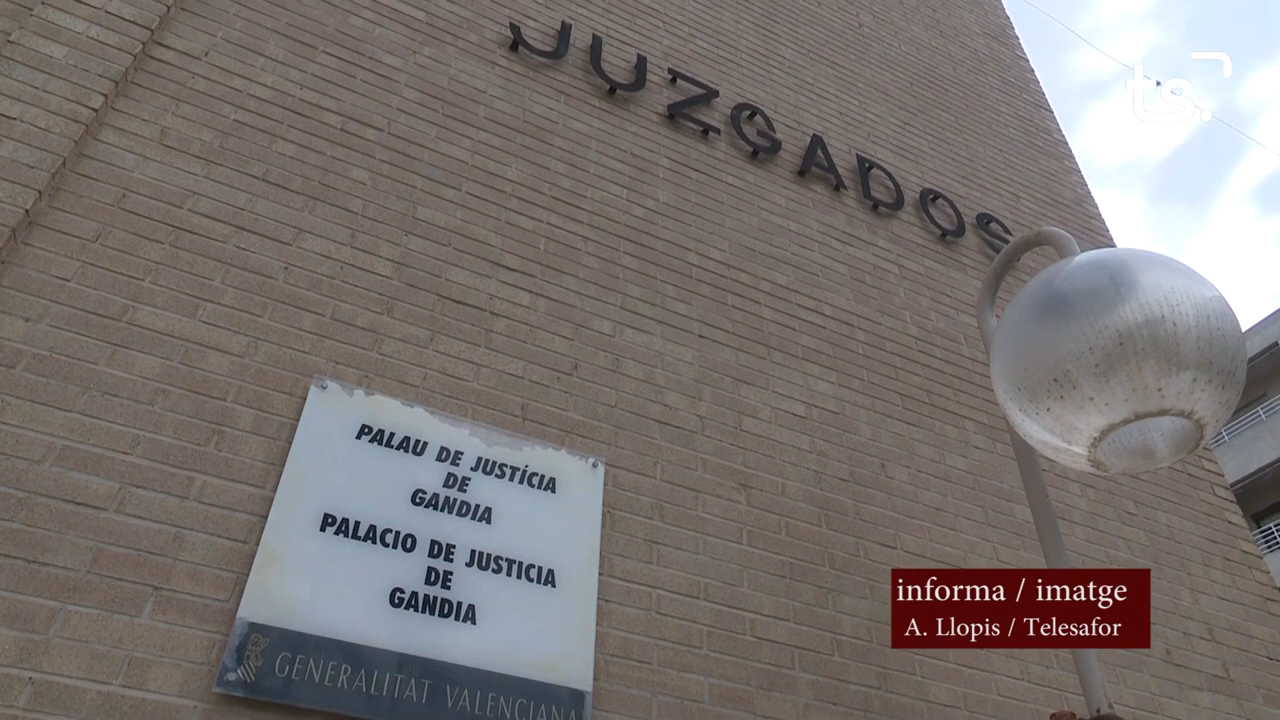 JUZGADOS
ts.
PALAU DE JUSTÍCIA
DE
GANDIA
PALACIO DE JUSTICIA
DE
GANDIA
GENERALITAT VALENCIANA
informa / imatge
A. Llopis / Telesafor